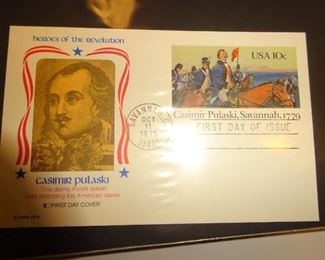 heroes of the revolution
USA 10c
Casimir Pulaski, Savannah, 1779
FIRST DAY OF ISSUE
SAVANNAH
OCT
11
1979
casimir pulaski
This daring Polish soldier
died defending the American cause
FIRST DAY COVER